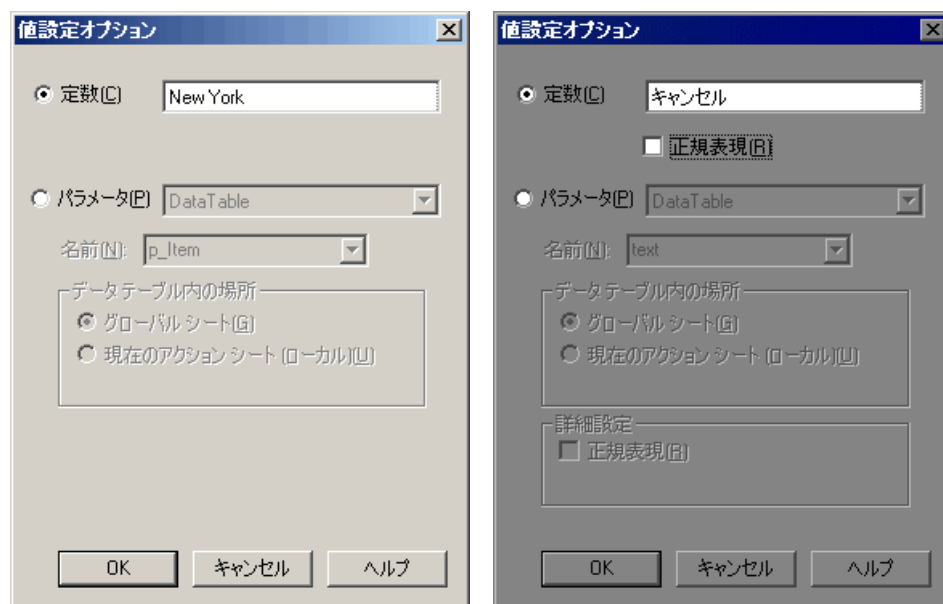 値設定オプション
定数(C)
New York
パラメータ(P)
DataTable
名前(N):
p_Item
データ テーブル内の場所
グローバル シート(G)
現在のアクション シート (ローカル)(U)
OK
キャンセル
ヘルプ
値設定オプション
定数(C)
キャンセル
正規表現(R)
パラメータ(P)
DataTable
名前(N):
text
データ テーブル内の場所
グローバル シート(G)
現在のアクション シート (ローカル)(U)
詳細設定
正規表現(R)
OK
キャンセル
ヘルプ